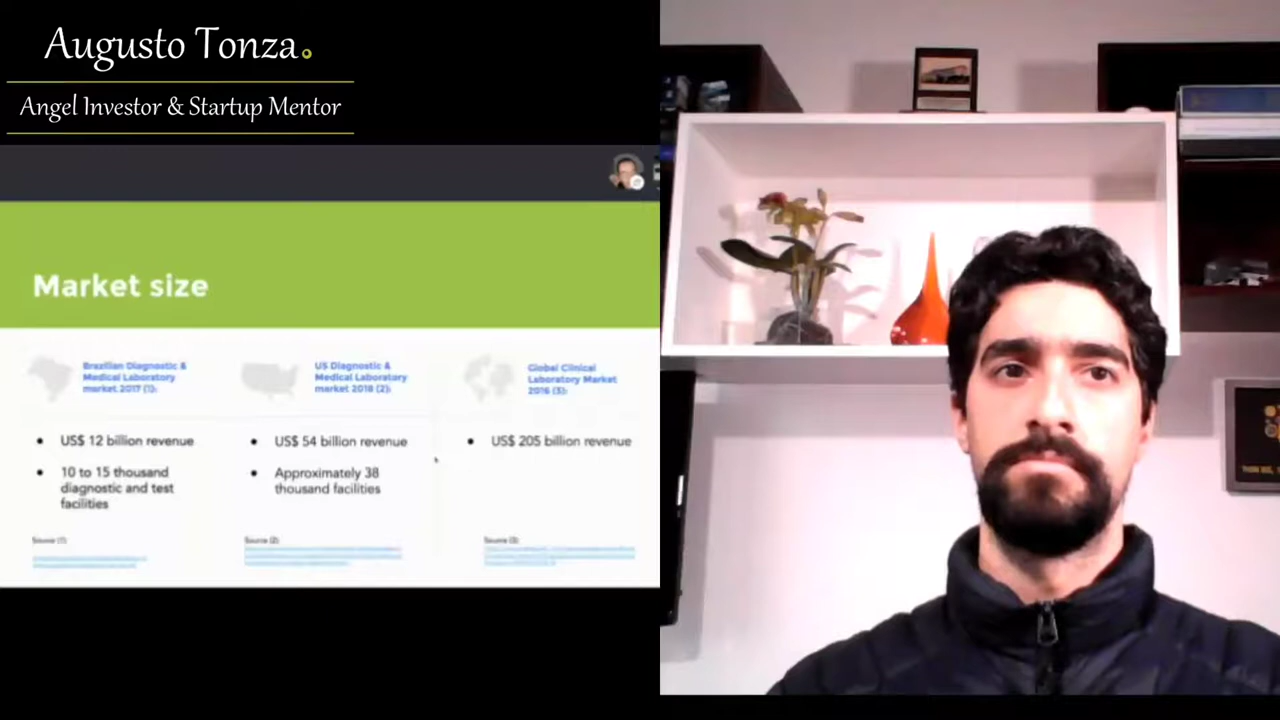 Augusto Tonza
Angel Investor & Startup Mentor
Market size
Brazilian Diagnostic &
Medical Laboratory
market 2017 (1):
US Diagnostic &
Medical Laboratory
market 2018 (2):
Global Clinical
Laboratory Market
2016 (3):
• US$ 12 billion revenue
• 10 to 15 thousand
diagnostic and test
facilities
• US$ 54 billion revenue
• Approximately 38
thousand facilities
• US$ 205 billion revenue
Source (1):
Source (2):
Source (3):